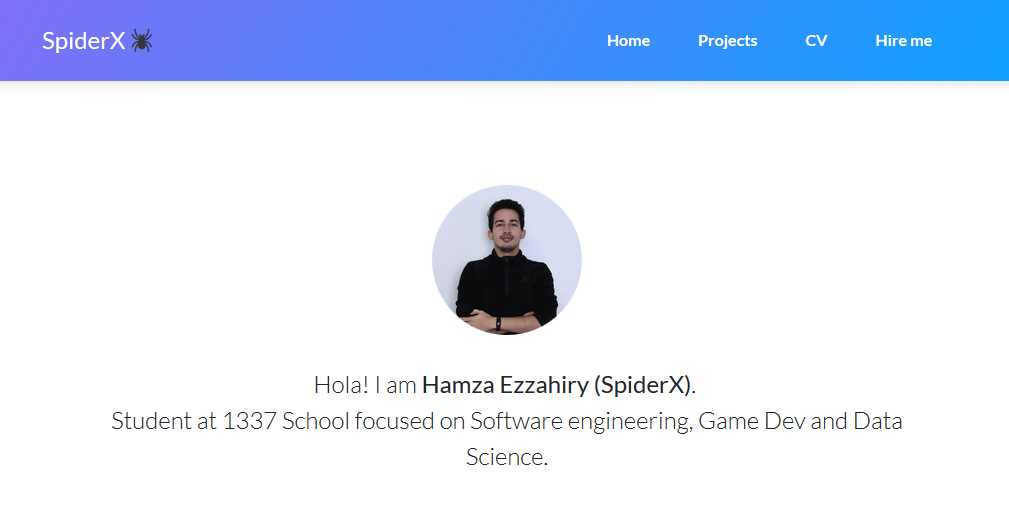 SpiderX 🕷
Home Projects CV Hire me
Hola! I am Hamza Ezzahiry (SpiderX).
Student at 1337 School focused on Software engineering, Game Dev and Data
Science.